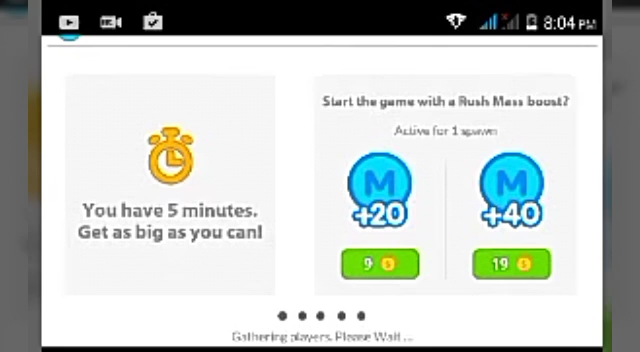 8:04 PM
Start the game with a Rush Mass boost?
Active for 1 spawn
M M
+20 +40
You have 5 minutes.
Get as big as you can!
9 19
Gathering players. Please Wait ...